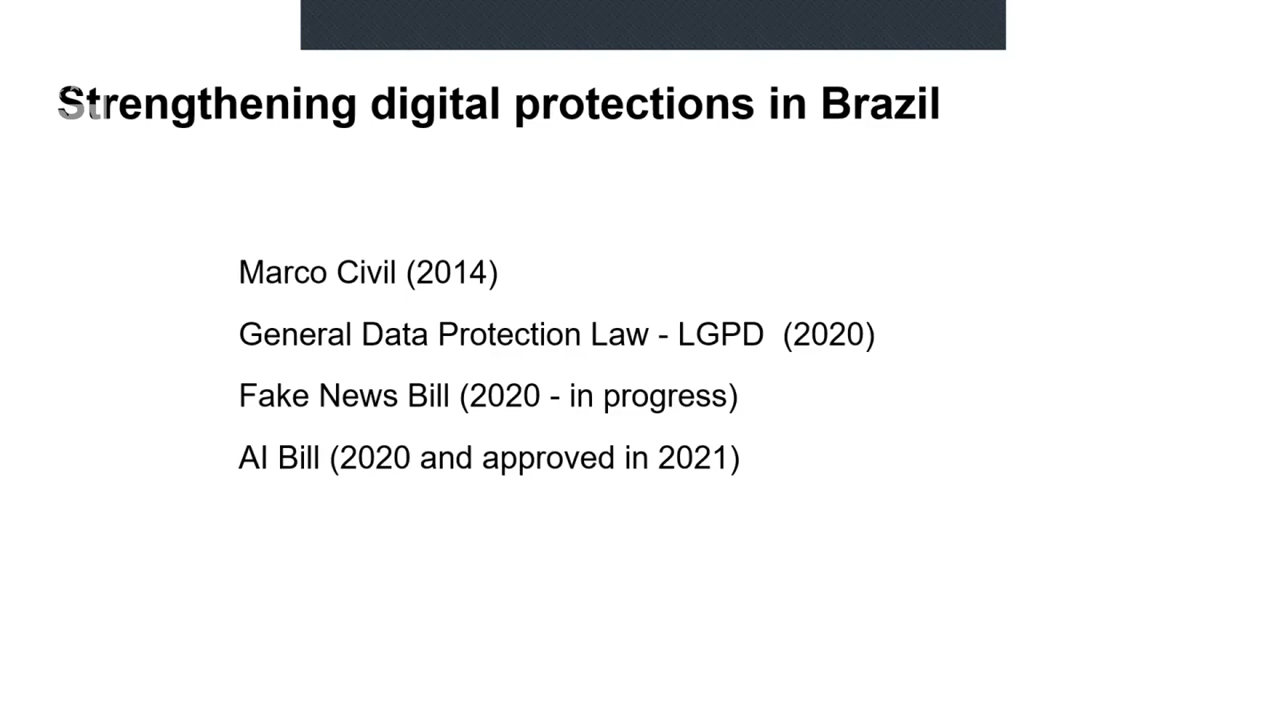 Strengthening digital protections in Brazil
Marco Civil (2014)
General Data Protection Law - LGPD  (2020)
Fake News Bill (2020 - in progress)
AI Bill (2020 and approved in 2021)